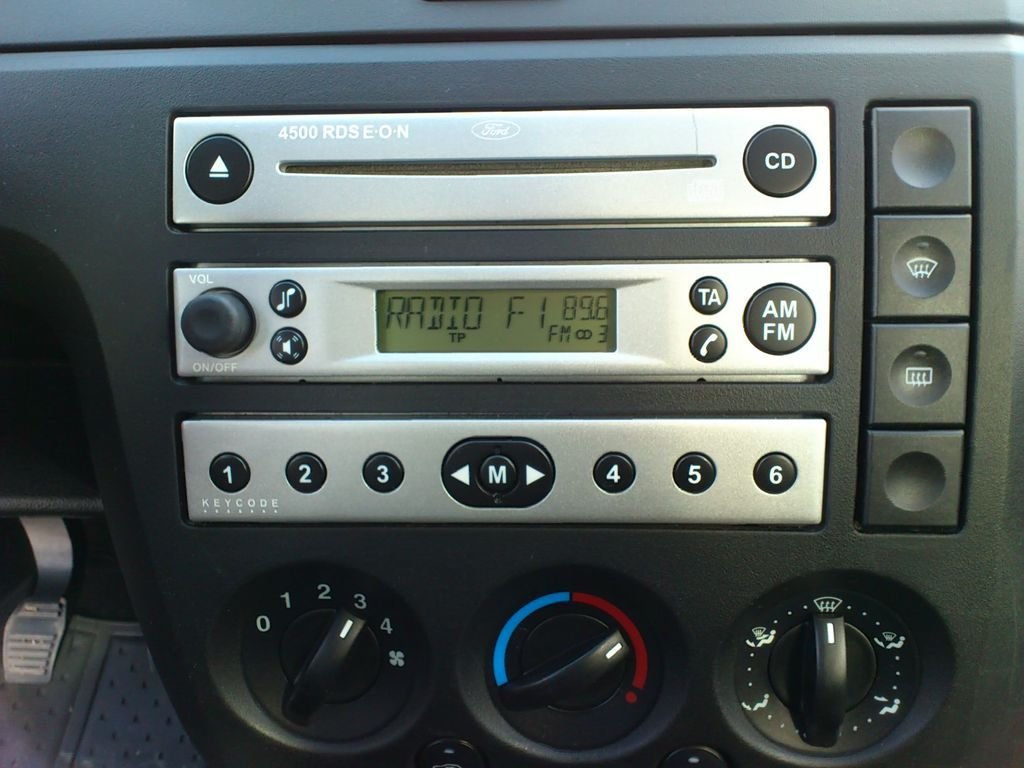 4500 RDS E·O·N
Ford
CD
VOL
ON/OFF
RADIO F1 89.6
TP FM 3
TA
AM
FM
1 2 3 M 4 5 6
KEYCODE
0 1 2 3 4